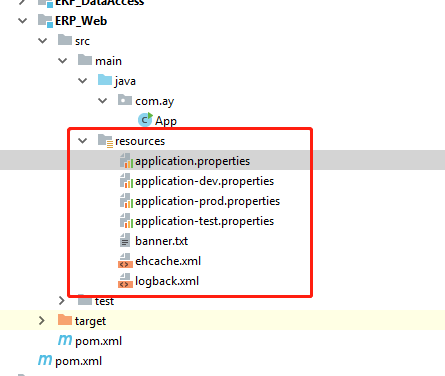 ERP_DataAccess
ERP_Web
src
main
java
com.ay
App
resources
application.properties
application-dev.properties
application-prod.properties
application-test.properties
banner.txt
ehcache.xml
logback.xml
test
target
pom.xml
pom.xml